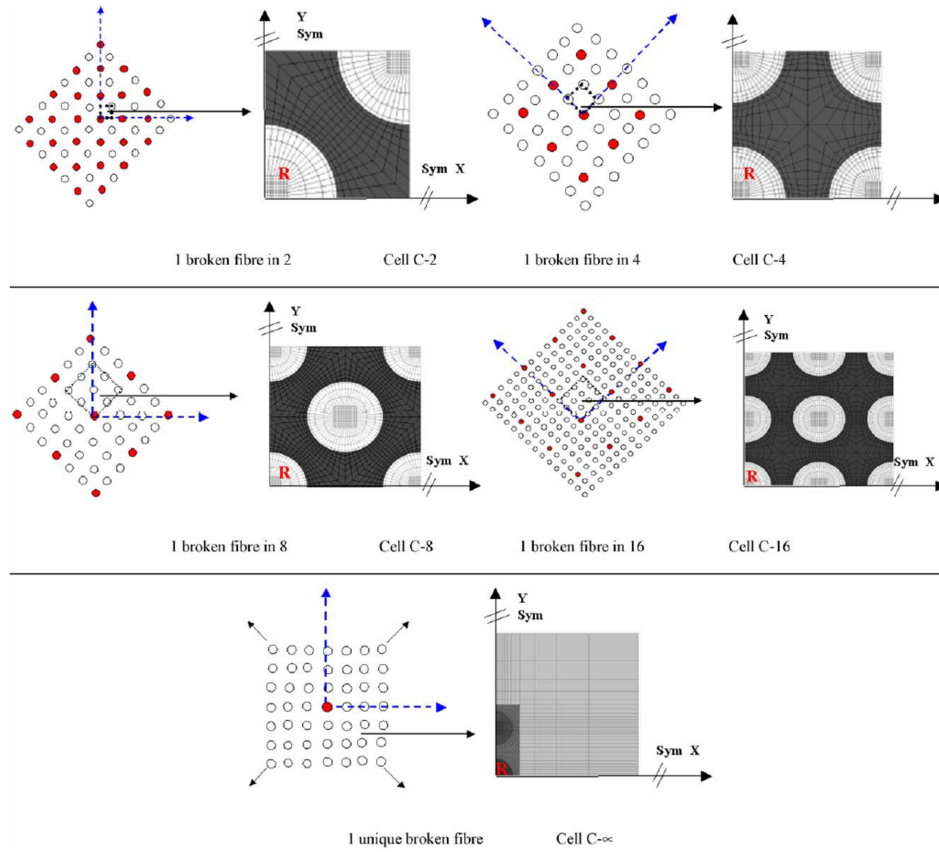 Y
Sym
R
Sym X
Y
Sym
R
Sym X
1 broken fibre in 2
Cell C-2
1 broken fibre in 4
Cell C-4
Y
Sym
R
Sym X
Y
Sym
R
Sym X
1 broken fibre in 8
Cell C-8
1 broken fibre in 16
Cell C-16
Y
Sym
R
Sym X
1 unique broken fibre
Cell C-∞